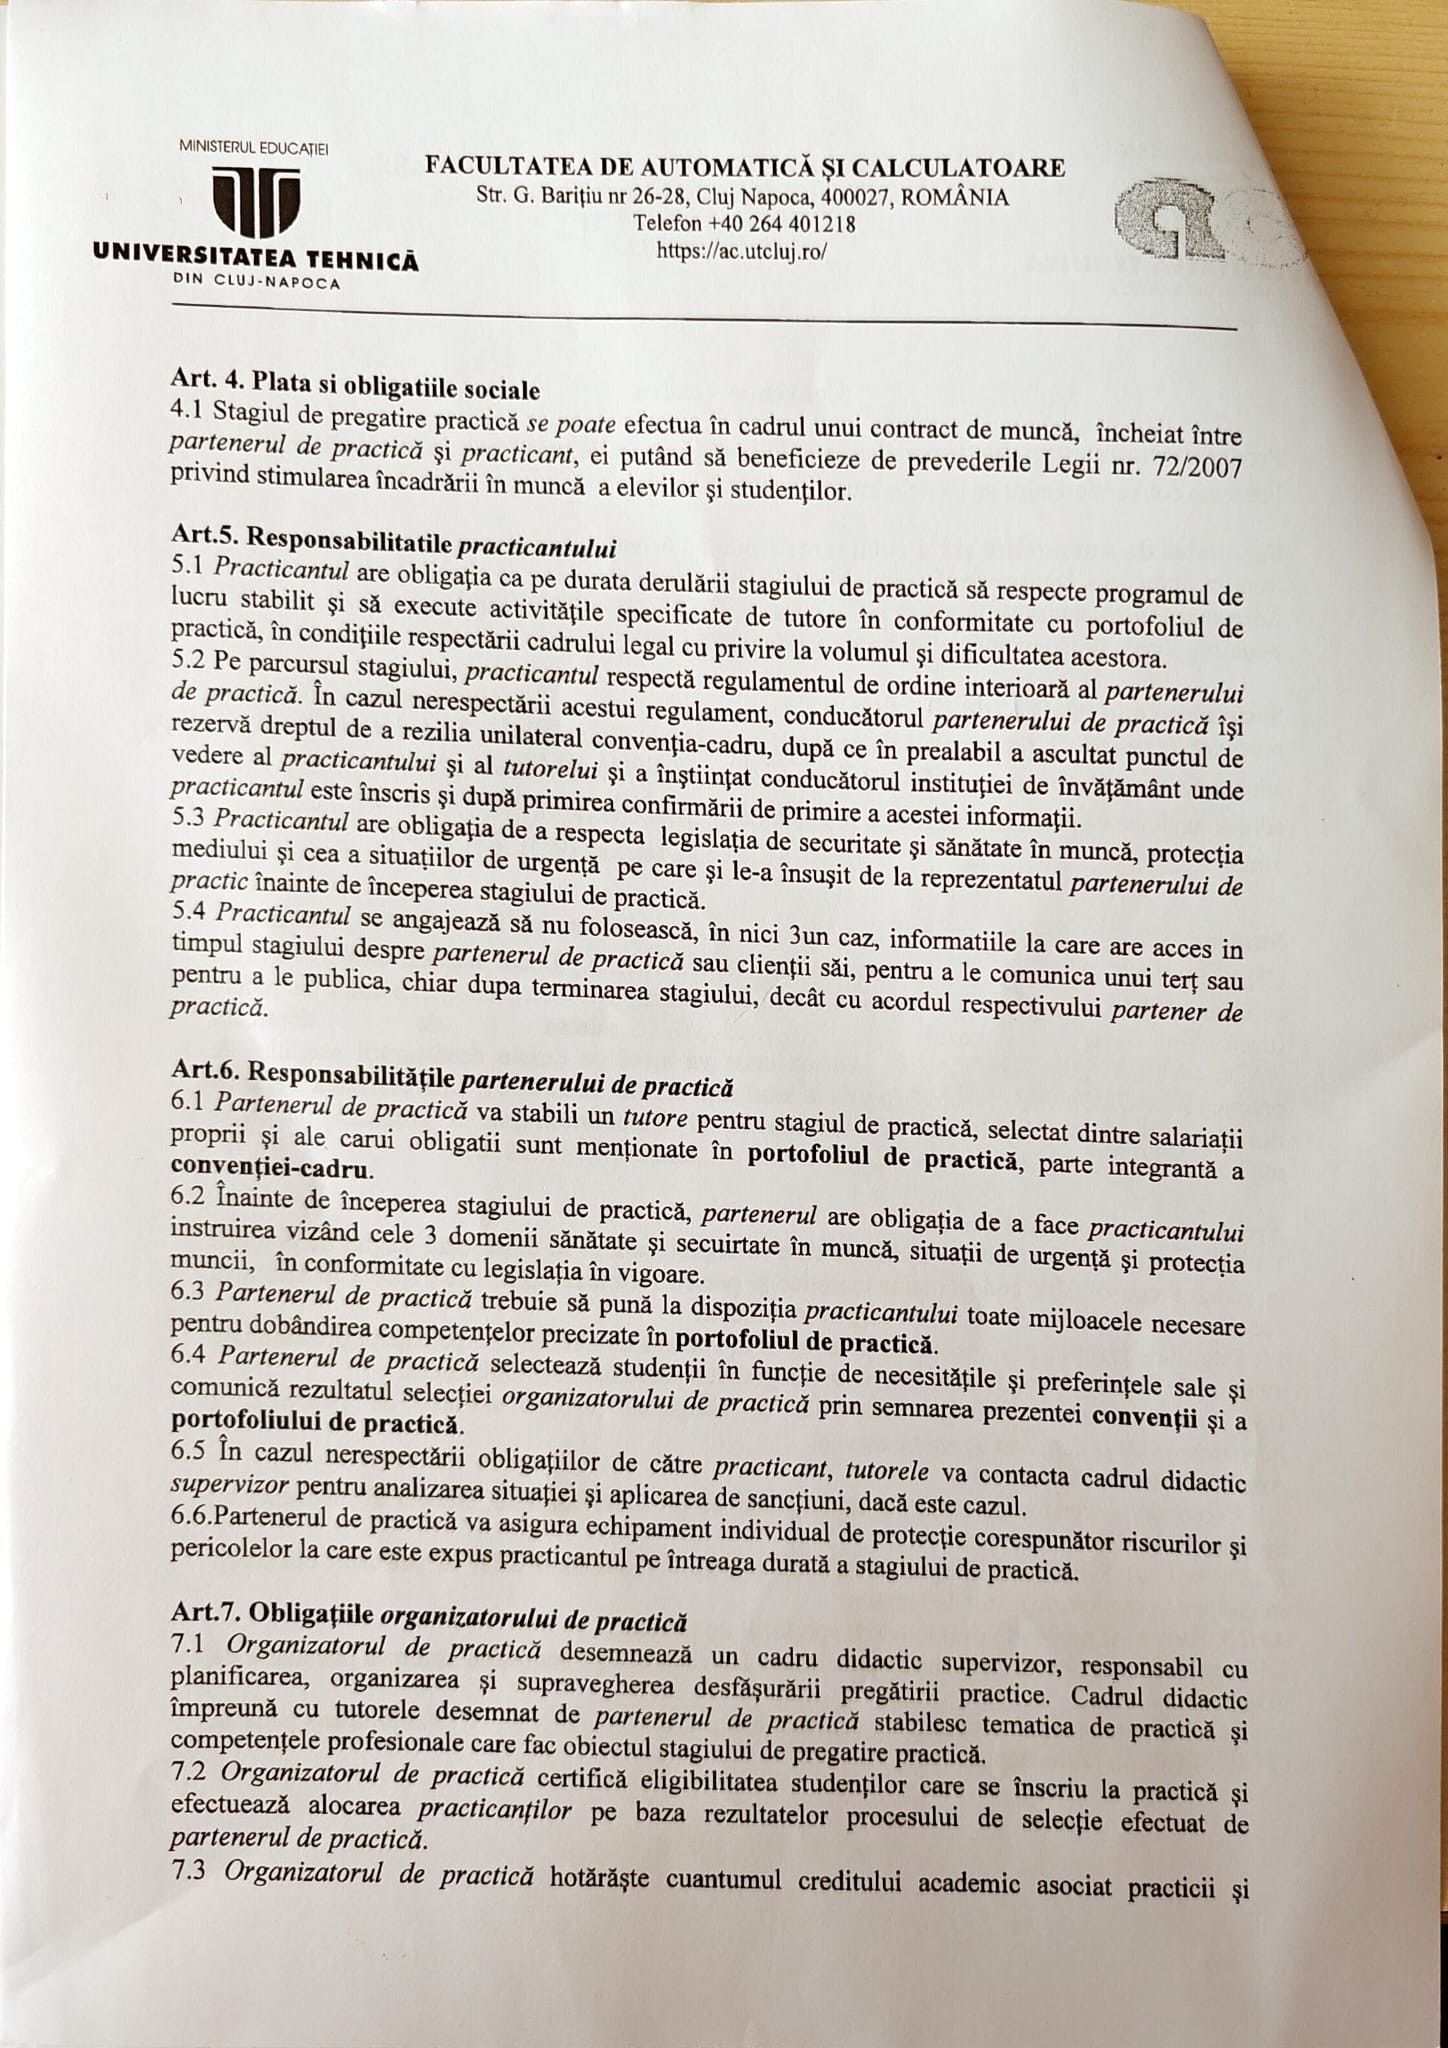 MINISTERUL EDUCAȚIEI
UNIVERSITATEA TEHNICĂ
DIN CLUJ-NAPOCA
FACULTATEA DE AUTOMATICĂ ȘI CALCULATOARE
Str. G. Barițiu nr 26-28, Cluj Napoca, 400027, ROMÂNIA
Telefon +40 264 401218
https://ac.utcluj.ro/
Art. 4. Plata si obligatiile sociale
4.1 Stagiul de pregatire practică se poate efectua în cadrul unui contract de muncă, încheiat între
partenerul de practică şi practicant, ei putând să beneficieze de prevederile Legii nr. 72/2007
privind stimularea încadrării în muncă a elevilor şi studenţilor.
Art.5. Responsabilitatile practicantului
5.1 Practicantul are obligaţia ca pe durata derulării stagiului de practică să respecte programul de
lucru stabilit şi să execute activităţile specificate de tutore în conformitate cu portofoliul de
practică, în condiţiile respectării cadrului legal cu privire la volumul şi dificultatea acestora.
5.2 Pe parcursul stagiului, practicantul respectă regulamentul de ordine interioară al partenerului
de practică. În cazul nerespectării acestui regulament, conducătorul partenerului de practică îşi
rezervă dreptul de a rezilia unilateral convenţia-cadru, după ce în prealabil a ascultat punctul de
vedere al practicantului şi al tutorelui şi a înştiinţat conducătorul instituţiei de învăţământ unde
practicantul este înscris şi după primirea confirmării de primire a acestei informaţii.
5.3 Practicantul are obligaţia de a respecta legislaţia de securitate şi sănătate în muncă, protecţia
mediului şi cea a situaţiilor de urgenţă pe care şi le-a însuşit de la reprezentatul partenerului de
practic înainte de începerea stagiului de practică.
5.4 Practicantul se angajează să nu folosească, în nici 3un caz, informatiile la care are acces in
timpul stagiului despre partenerul de practică sau clienţii săi, pentru a le comunica unui terţ sau
pentru a le publica, chiar dupa terminarea stagiului, decât cu acordul respectivului partener de
practică.
Art.6. Responsabilităţile partenerului de practică
6.1 Partenerul de practică va stabili un tutore pentru stagiul de practică, selectat dintre salariaţii
proprii şi ale carui obligatii sunt menţionate în portofoliul de practică, parte integrantă a
convenţiei-cadru.
6.2 Înainte de începerea stagiului de practică, partenerul are obligaţia de a face practicantului
instruirea vizând cele 3 domenii sănătate şi secuirtate în muncă, situaţii de urgenţă şi protecţia
muncii, în conformitate cu legislaţia în vigoare.
6.3 Partenerul de practică trebuie să pună la dispoziţia practicantului toate mijloacele necesare
pentru dobândirea competenţelor precizate în portofoliul de practică.
6.4 Partenerul de practică selectează studenţii în funcţie de necesităţile şi preferinţele sale şi
comunică rezultatul selecţiei organizatorului de practică prin semnarea prezentei convenţii şi a
portofoliului de practică.
6.5 În cazul nerespectării obligaţiilor de către practicant, tutorele va contacta cadrul didactic
supervizor pentru analizarea situaţiei şi aplicarea de sancţiuni, dacă este cazul.
6.6.Partenerul de practică va asigura echipament individual de protecţie corespunător riscurilor şi
pericolelor la care este expus practicantul pe întreaga durată a stagiului de practică.
Art.7. Obligaţiile organizatorului de practică
7.1 Organizatorul de practică desemnează un cadru didactic supervizor, responsabil cu
planificarea, organizarea şi supravegherea desfăşurării pregătirii practice. Cadrul didactic
împreună cu tutorele desemnat de partenerul de practică stabilesc tematica de practică şi
competenţele profesionale care fac obiectul stagiului de pregatire practică.
7.2 Organizatorul de practică certifică eligibilitatea studenţilor care se înscriu la practică şi
efectuează alocarea practicanţilor pe baza rezultatelor procesului de selecţie efectuat de
partenerul de practică.
7.3 Organizatorul de practică hotărăşte cuantumul creditului academic asociat practicii şi